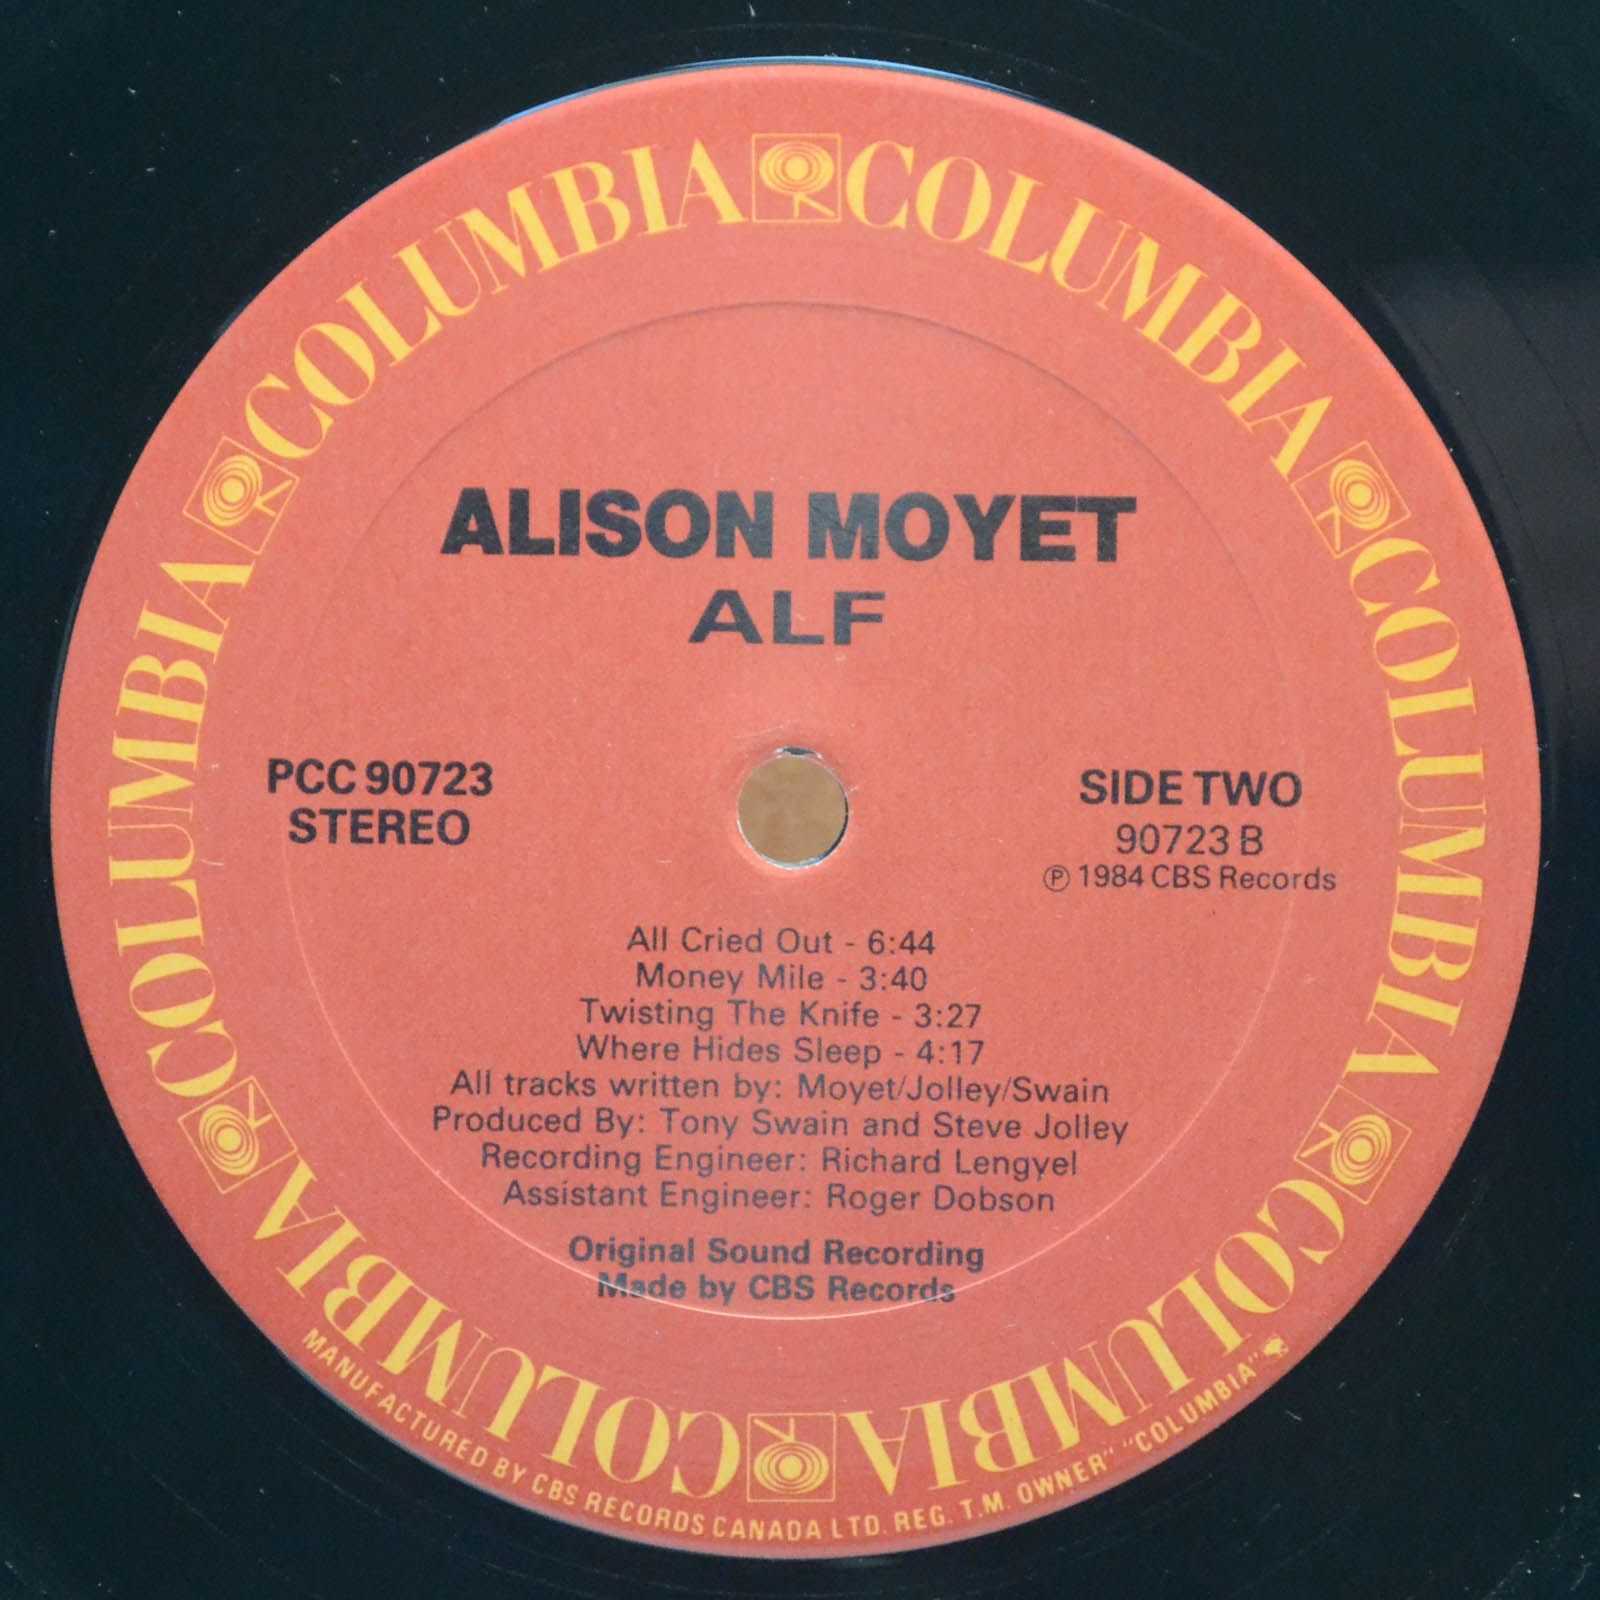 COLUMBIA COLUMBIA COLUMBIA COLUMBIA COLUMBIA COLUMBIA COLUMBIA COLUMBIA
ALISON MOYET
ALF
PCC 90723
STEREO
SIDE TWO
90723 B
℗ 1984 CBS Records
All Cried Out - 6:44
Money Mile - 3:40
Twisting The Knife - 3:27
Where Hides Sleep - 4:17
All tracks written by: Moyet/Jolley/Swain
Produced By: Tony Swain and Steve Jolley
Recording Engineer: Richard Lengyel
Assistant Engineer: Roger Dobson
Original Sound Recording
Made by CBS Records
MANUFACTURED BY CBS RECORDS CANADA LTD. REG. T.M. OWNER" "COLUMBIA"